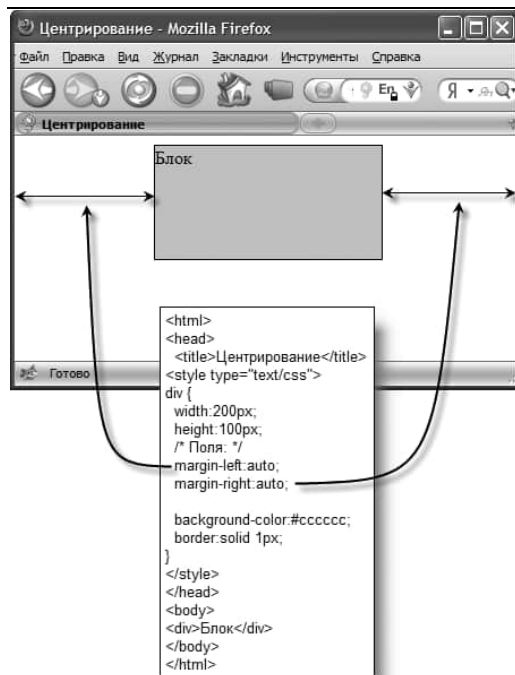 Центрирование - Mozilla Firefox
Файл Правка Вид Журнал Закладки Инструменты Справка
En Я
Центрирование
Блок
<html>
<head>
<title>Центрирование</title>
<style type="text/css">
div {
width:200px;
height:100px;
/* Поля: */
margin-left:auto;
margin-right:auto;
background-color:#cccccc;
border:solid 1px;
}
</style>
</head>
<body>
<div>Блок</div>
</body>
</html>
Готово